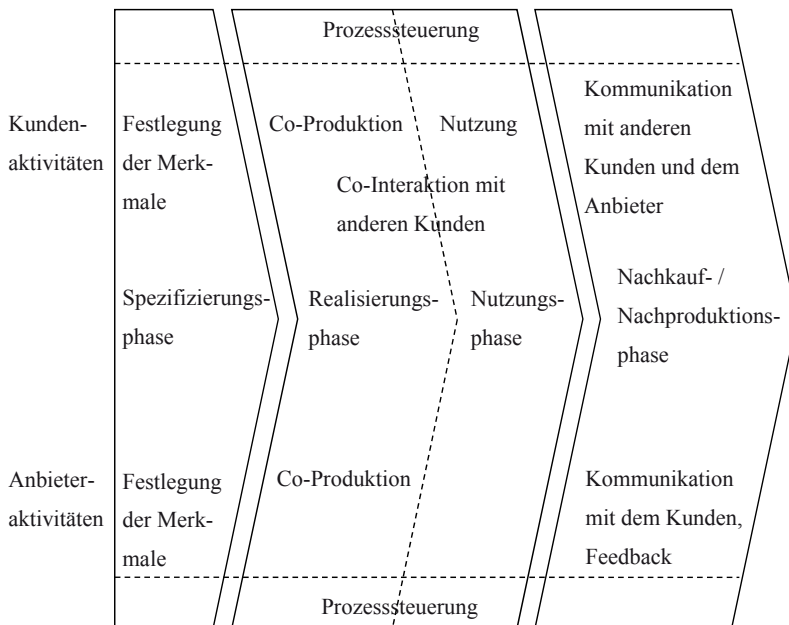 Prozesssteuerung
Kunden-
aktivitäten
Festlegung
der Merk-
male
Co-Produktion
Nutzung
Co-Interaktion mit
anderen Kunden
Kommunikation
mit anderen
Kunden und dem
Anbieter
Spezifizierungs-
phase
Realisierungs-
phase
Nutzungs-
phase
Nachkauf- /
Nachproduktions-
phase
Anbieter-
aktivitäten
Festlegung
der Merk-
male
Co-Produktion
Kommunikation
mit dem Kunden,
Feedback
Prozesssteuerung